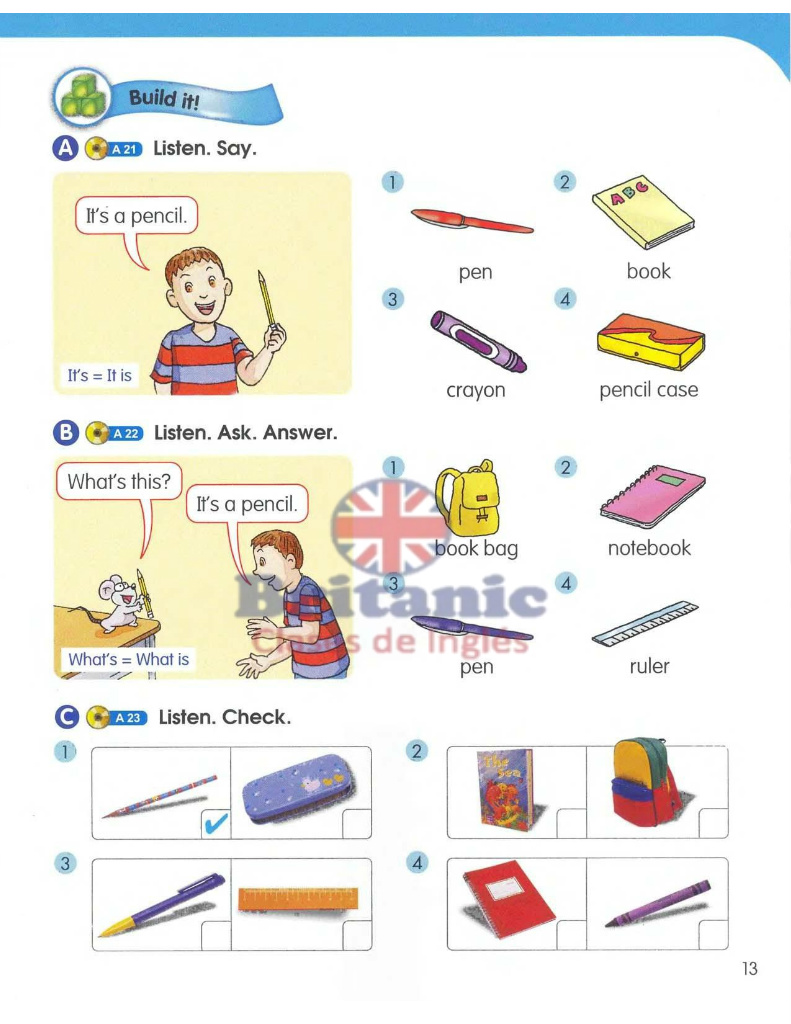 Build it!
A A 21 Listen. Say.
It's a pencil.
It's = It is
1
pen
2
A B C
book
3
crayon
4
pencil case
B A 22 Listen. Ask. Answer.
What's this?
It's a pencil.
What's = What is
1
book bag
2
notebook
3
pen
4
ruler
Britanic
Clases de Inglés
C A 23 Listen. Check.
1
2
The
Sea
3
4
13